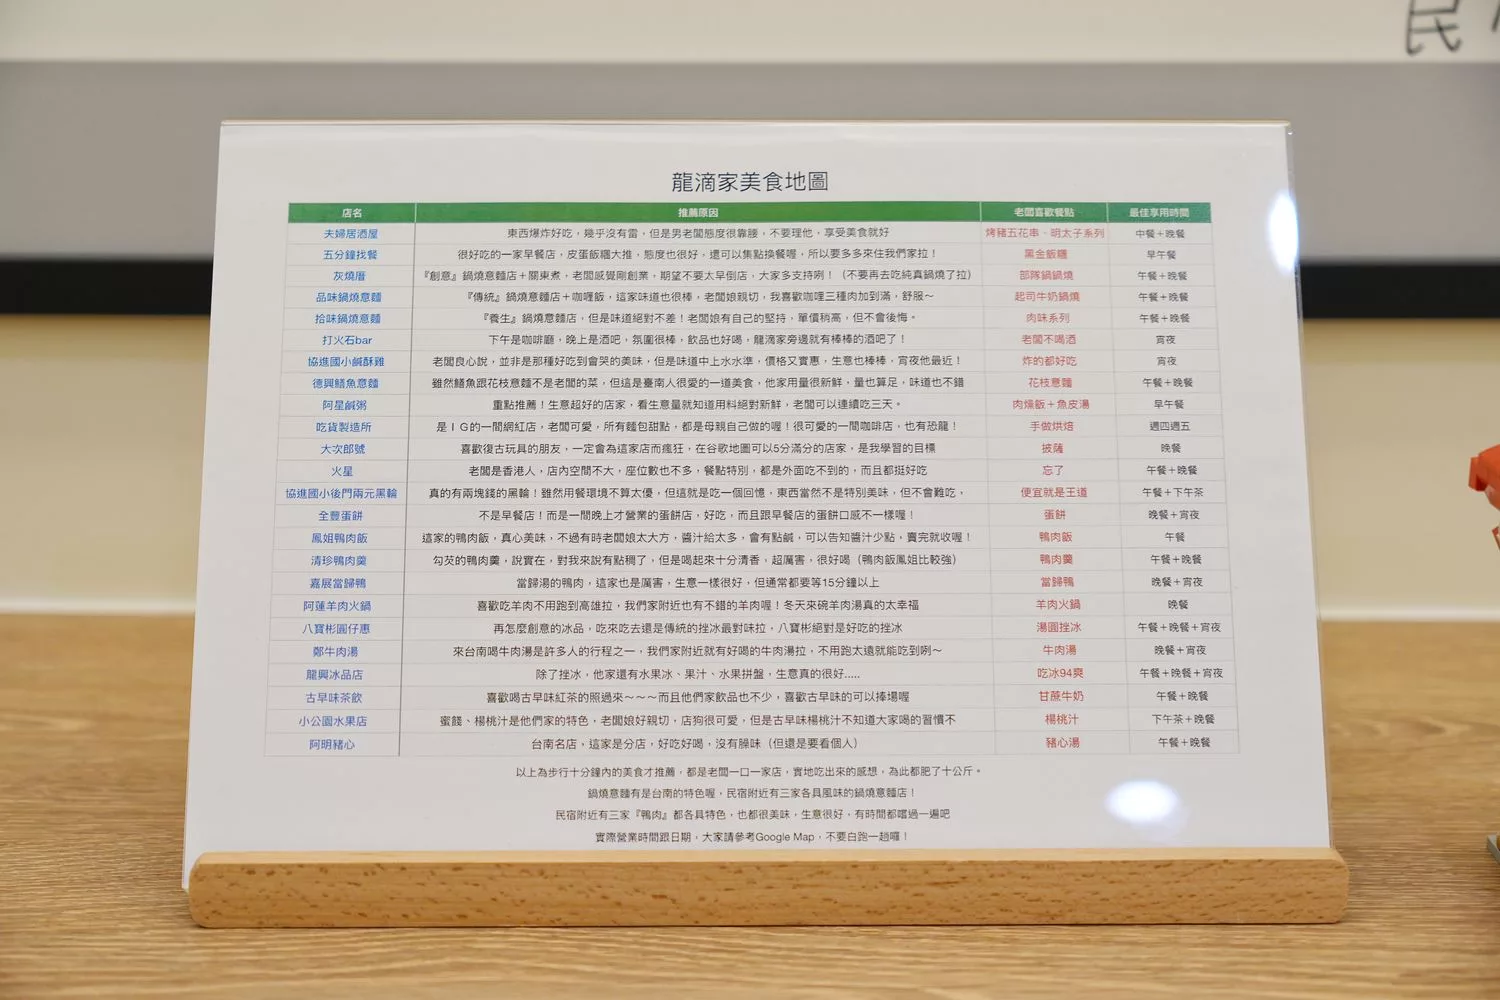 民
龍滴家美食地圖
店名 推薦原因 老闆喜歡餐點 最佳享用時間
夫婦居酒屋 東西爆炸好吃，幾乎沒有雷，但是男老闆態度很靠腰，不要理他，享受美食就好 烤豬五花串、明太子系列 中餐＋晚餐
五分鐘找餐 很好吃的一家早餐店，皮蛋飯糰大推，態度也很好，還可以集點換餐喔，所以要多多來住我們家拉！ 黑金飯糰 早午餐
灰燒厝 『創意』鍋燒意麵店＋關東煮，老闆感覺剛創業，期望不要太早倒店，大家多支持咧！（不要再去吃純真鍋燒了拉） 部隊鍋鍋燒 午餐＋晚餐
品味鍋燒意麵 『傳統』鍋燒意麵店＋咖喱飯，這家味道也很棒，老闆娘親切，我喜歡咖哩三種肉加到滿，舒服～ 起司牛奶鍋燒 午餐＋晚餐
拾味鍋燒意麵 『養生』鍋燒意麵店，但是味道絕對不差！老闆娘有自己的堅持，單價稍高，但不會後悔。 肉味系列 午餐＋晚餐
打火石bar 下午是咖啡廳，晚上是酒吧，氛圍很棒，飲品也好喝，龍滴家旁邊就有棒棒的酒吧了！ 老闆不喝酒 宵夜
協進國小鹹酥雞 老闆良心說，並非是那種好吃到會哭的美味，但是味道中上水水準，價格又實惠，生意也棒棒，宵夜他最近！ 炸的都好吃 宵夜
德興鱔魚意麵 雖然鱔魚跟花枝意麵不是老闆的菜，但這是臺南人很愛的一道美食，他家用量很新鮮，量也算足，味道也不錯 花枝意麵 午餐＋晚餐
阿星鹹粥 重點推薦！生意超好的店家，看生意量就知道用料絕對新鮮，老闆可以連續吃三天。 肉燥飯＋魚皮湯 早午餐
吃貨製造所 是ＩＧ的一間網紅店，老闆可愛，所有麵包甜點，都是母親自己做的喔！很可愛的一間咖啡店，也有恐龍！ 手做烘焙 週四週五
大次郎號 喜歡復古玩具的朋友，一定會為這家店而瘋狂，在谷歌地圖可以5分滿分的店家，是我學習的目標 披薩 晚餐
火星 老闆是香港人，店內空間不大，座位數也不多，餐點特別，都是外面吃不到的，而且都挺好吃 忘了 午餐＋晚餐
協進國小後門兩元黑輪 真的有兩塊錢的黑輪！雖然用餐環境不算太優，但這就是吃一個回憶，東西當然不是特別美味，但不會難吃， 便宜就是王道 午餐＋下午茶
全豐蛋餅 不是早餐店！而是一間晚上才營業的蛋餅店，好吃，而且跟早餐店的蛋餅口感不一樣喔！ 蛋餅 晚餐＋宵夜
鳳姐鴨肉飯 這家的鴨肉飯，真心美味，不過有時老闆娘太大方，醬汁給太多，會有點鹹，可以告知醬汁少點，賣完就收喔！ 鴨肉飯 午餐
清珍鴨肉羹 勾芡的鴨肉羹，說實在，對我來說有點稠了，但是喝起來十分清香，超厲害，很好喝（鴨肉飯鳳姐比較強） 鴨肉羹 午餐＋晚餐
嘉展當歸鴨 當歸湯的鴨肉，這家也是厲害，生意一樣很好，但通常都要等15分鐘以上 當歸鴨 晚餐＋宵夜
阿蓮羊肉火鍋 喜歡吃羊肉不用跑到高雄拉，我們家附近也有不錯的羊肉喔！冬天來碗羊肉湯真的太幸福 羊肉火鍋 晚餐
八寶彬圓仔惠 再怎麼創意的冰品，吃來吃去還是傳統的挫冰最對味拉，八寶彬絕對是好吃的挫冰 湯圓挫冰 午餐＋晚餐＋宵夜
鄭牛肉湯 來台南喝牛肉湯是許多人的行程之一，我們家附近就有好喝的牛肉湯拉，不用跑太遠就能吃到咧～ 牛肉湯 晚餐＋宵夜
龍興冰品店 除了挫冰，他家還有水果冰、果汁、水果拼盤，生意真的很好..... 吃冰94爽 午餐＋晚餐＋宵夜
古早味茶飲 喜歡喝古早味紅茶的照過來～～～而且他們家飲品也不少，喜歡古早味的可以捧場喔 甘蔗牛奶 午餐＋晚餐
小公園水果店 蜜餞、楊桃汁是他們家的特色，老闆娘好親切，店狗很可愛，但是古早味楊桃汁不知道大家喝的習慣不 楊桃汁 下午茶＋晚餐
阿明豬心 台南名店，這家是分店，好吃好喝，沒有臊味（但還是要看個人） 豬心湯 午餐＋晚餐
以上為步行十分鐘內的美食才推薦，都是老闆一口一家店，實地吃出來的感想，為此都肥了十公斤。
鍋燒意麵有是台南的特色喔，民宿附近有三家各具風味的鍋燒意麵店！
民宿附近有三家『鴨肉』都各具特色，也都很美味，生意很好，有時間都嚐過一遍吧
實際營業時間跟日期，大家請參考Google Map，不要白跑一趟囉！